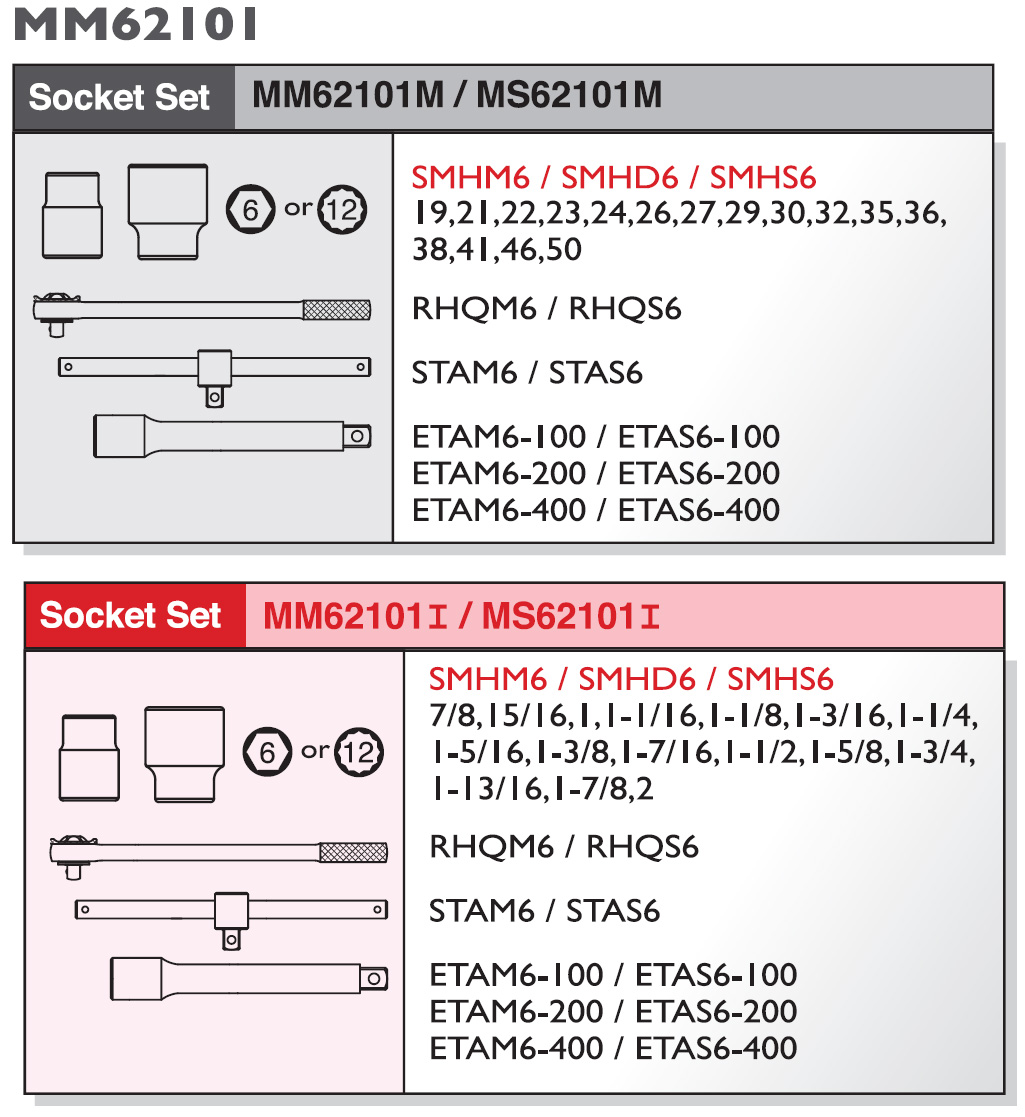 MM62101
Socket Set MM62101M / MS62101M
6 or 12
SMHM6 / SMHD6 / SMHS6
19,21,22,23,24,26,27,29,30,32,35,36,
38,41,46,50
RHQM6 / RHQS6
STAM6 / STAS6
ETAM6-100 / ETAS6-100
ETAM6-200 / ETAS6-200
ETAM6-400 / ETAS6-400
Socket Set MM62101I / MS62101I
6 or 12
SMHM6 / SMHD6 / SMHS6
7/8,15/16,1,1-1/16,1-1/8,1-3/16,1-1/4,
1-5/16,1-3/8,1-7/16,1-1/2,1-5/8,1-3/4,
1-13/16,1-7/8,2
RHQM6 / RHQS6
STAM6 / STAS6
ETAM6-100 / ETAS6-100
ETAM6-200 / ETAS6-200
ETAM6-400 / ETAS6-400